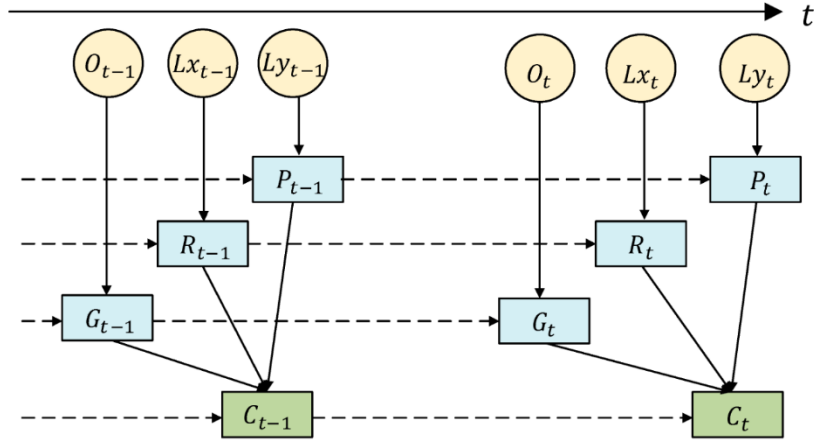 t
O_{t-1} Lx_{t-1} Ly_{t-1} O_t Lx_t Ly_t
P_{t-1} P_t
R_{t-1} R_t
G_{t-1} G_t
C_{t-1} C_t